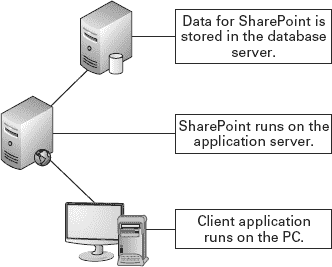 Data for SharePoint is
stored in the database
server.
SharePoint runs on the
application server.
Client application
runs on the PC.